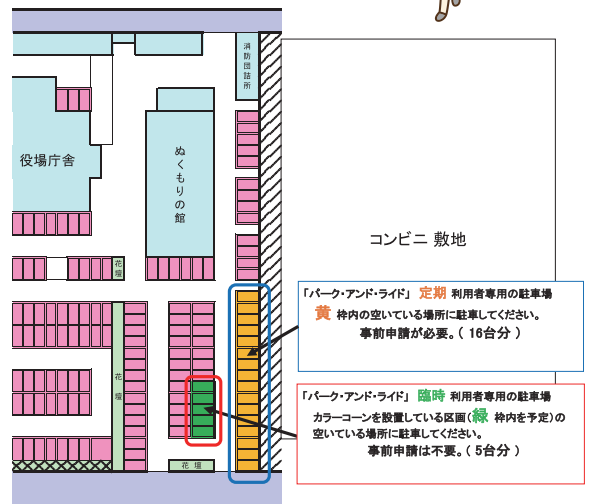 消防団詰所
役場庁舎
ぬくもりの館
コンビニ 敷地
花壇
「パーク・アンド・ライド」 定期 利用者専用の駐車場
黄 枠内の空いている場所に駐車してください。
事前申請が必要。（ 16台分 ）
花壇
「パーク・アンド・ライド」 臨時 利用者専用の駐車場
カラーコーンを設置している区画（緑 枠内を予定）の
空いている場所に駐車してください。
事前申請は不要。（ 5台分 ）
花壇